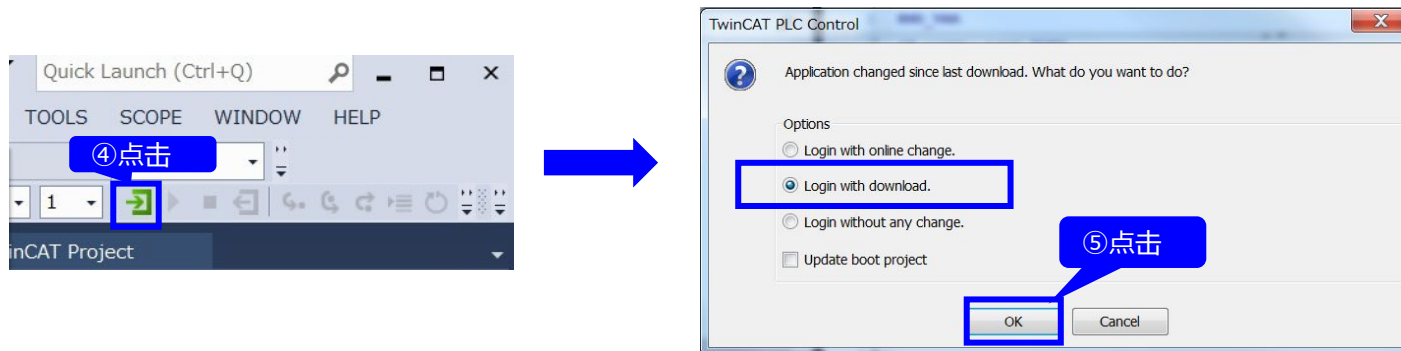 Quick Launch (Ctrl+Q)
TOOLS SCOPE WINDOW HELP
④点击
1
inCAT Project
TwinCAT PLC Control
Application changed since last download. What do you want to do?
Options
Login with online change.
Login with download.
Login without any change.
⑤点击
Update boot project
OK Cancel